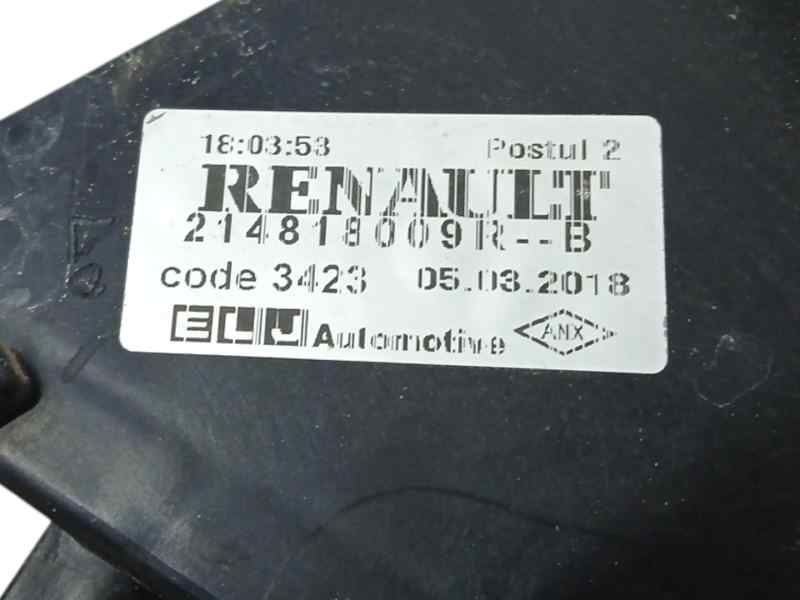 18:03:53 Postul 2
RENAULT
214818009R--B
code 3423 05.03.2018
ELJ Automotive ANX